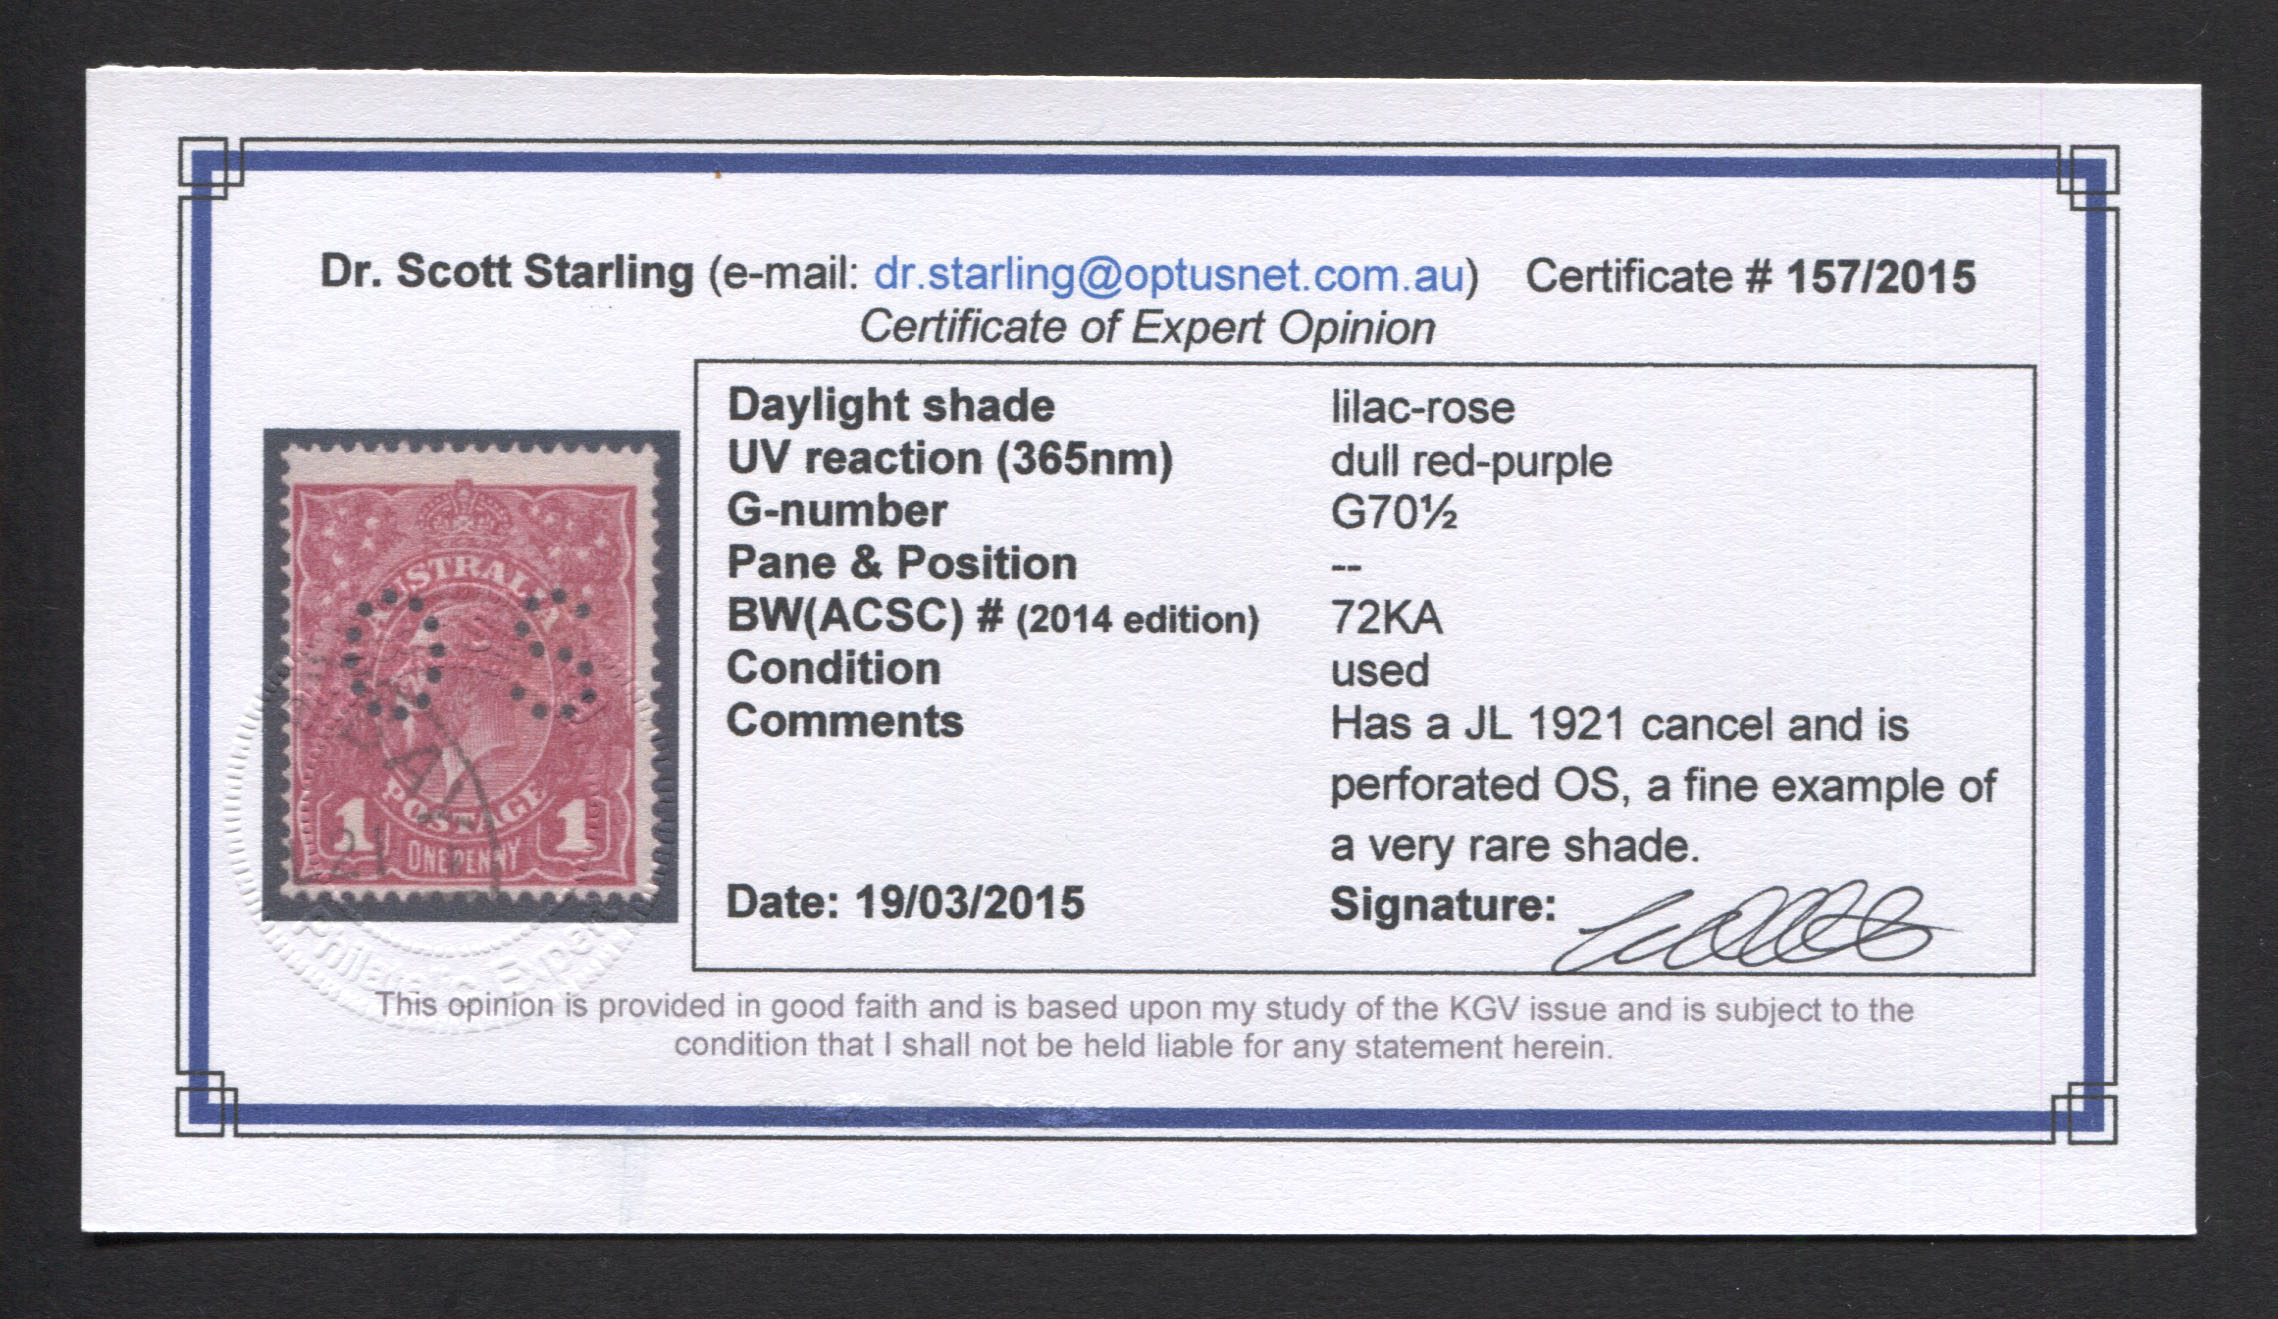 Dr. Scott Starling (e-mail: dr.starling@optusnet.com.au) Certificate # 157/2015
Certificate of Expert Opinion
Daylight shade lilac-rose
UV reaction (365nm) dull red-purple
G-number G70½
Pane & Position --
BW(ACSC) # (2014 edition) 72KA
Condition used
Comments Has a JL 1921 cancel and is
perforated OS, a fine example of
a very rare shade.
Date: 19/03/2015 Signature:
AUSTRALIA
OS
POSTAGE
1 1
ONE PENNY
21
Philatelic Expert
This opinion is provided in good faith and is based upon my study of the KGV issue and is subject to the
condition that I shall not be held liable for any statement herein.